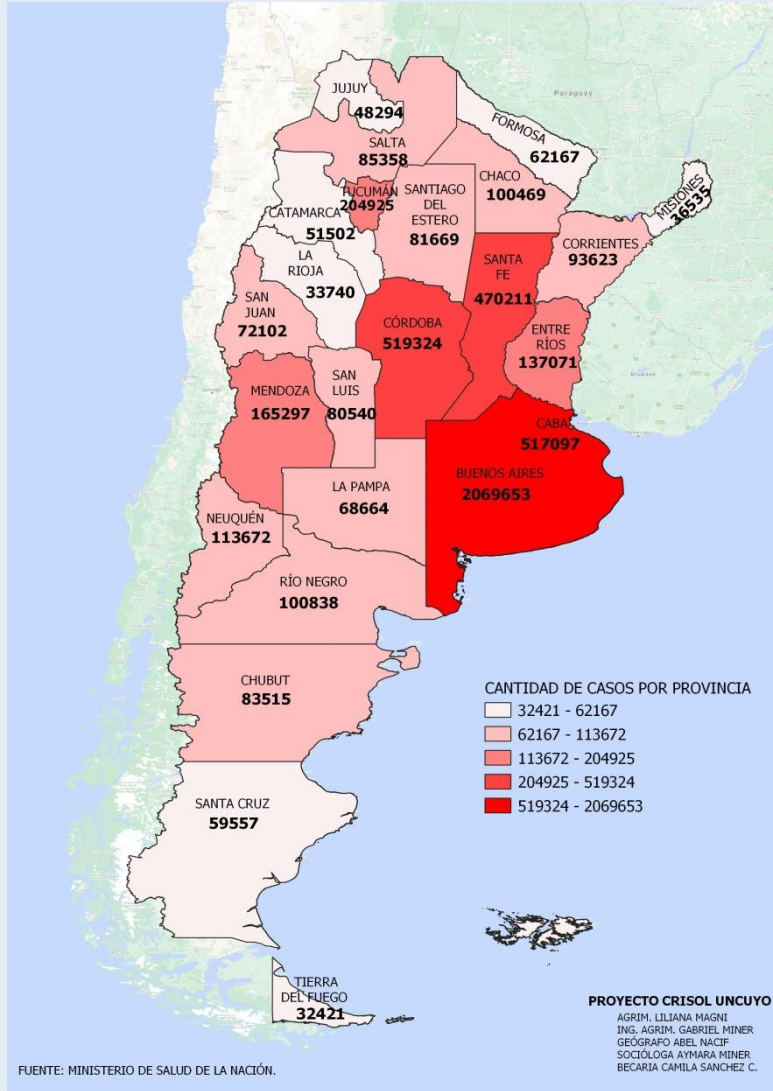 JUJUY
48294
Paraguay
FORMOSA
62167
SALTA
85358
CHACO
100469
MISIONES
36535
TUCUMÁN
204925
SANTIAGO
DEL
ESTERO
81669
CATAMARCA
51502
CORRIENTES
93623
LA
RIOJA
33740
SANTA
FE
470211
SAN
JUAN
72102
CÓRDOBA
519324
ENTRE
RÍOS
137071
Uruguay
MENDOZA
165297
SAN
LUIS
80540
CABA
517097
BUENOS AIRES
2069653
LA PAMPA
68664
NEUQUÉN
113672
RÍO NEGRO
100838
CHUBUT
83515
CANTIDAD DE CASOS POR PROVINCIA
32421 - 62167
62167 - 113672
113672 - 204925
204925 - 519324
519324 - 2069653
SANTA CRUZ
59557
TIERRA
DEL FUEGO
32421
PROYECTO CRISOL UNCUYO
AGRIM. LILIANA MAGNI
ING. AGRIM. GABRIEL MINER
GEÓGRAFO ABEL NACIF
SOCIÓLOGA AYMARA MINER
BECARIA CAMILA SANCHEZ C.
FUENTE: MINISTERIO DE SALUD DE LA NACIÓN.